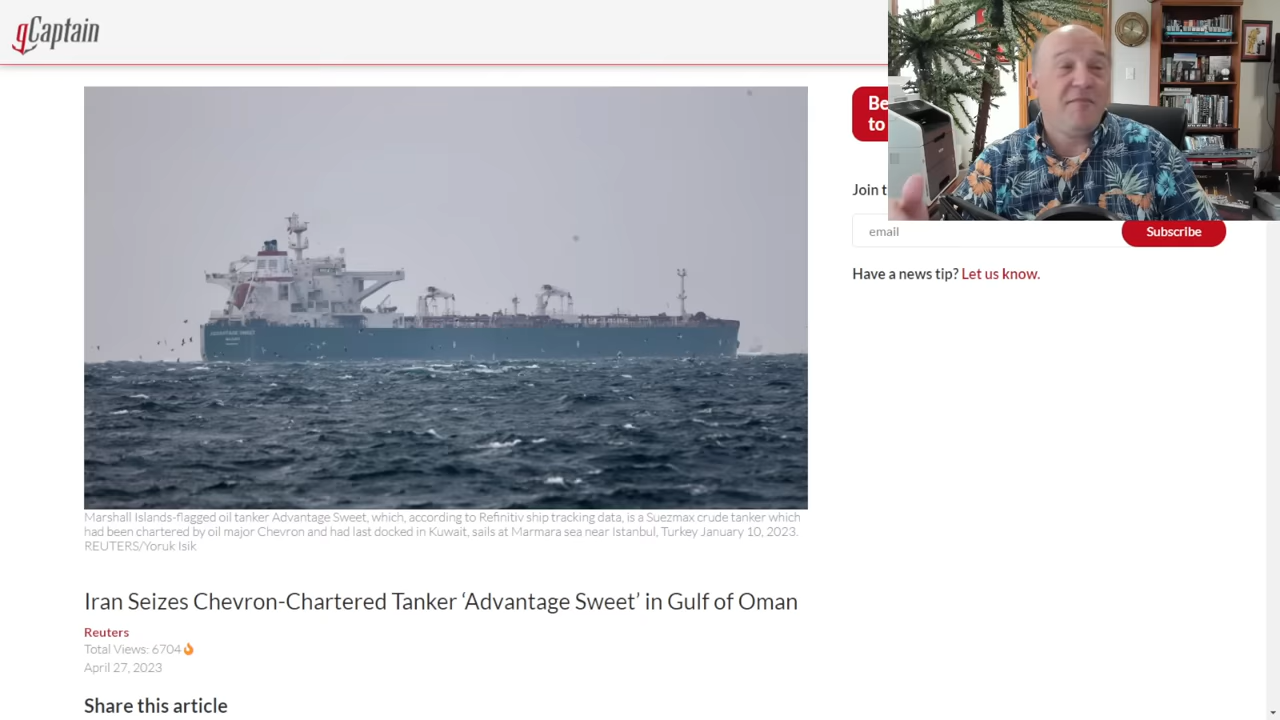 gCaptain
Be
to
Join t
email
Subscribe
Have a news tip? Let us know.
Marshall Islands-flagged oil tanker Advantage Sweet, which, according to Refinitiv ship tracking data, is a Suezmax crude tanker which
had been chartered by oil major Chevron and had last docked in Kuwait, sails at Marmara sea near Istanbul, Turkey January 10, 2023.
REUTERS/Yoruk Isik
Iran Seizes Chevron-Chartered Tanker ‘Advantage Sweet’ in Gulf of Oman
Reuters
Total Views: 6704
April 27, 2023
Share this article